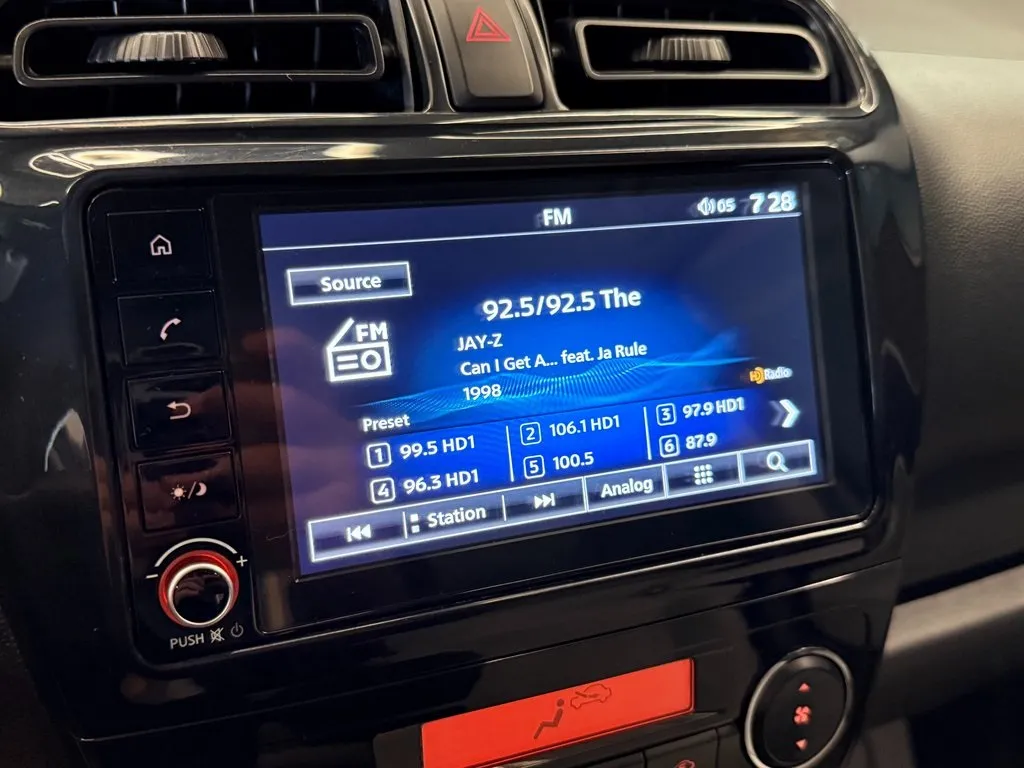 FM
05 7:28
Source
FM
92.5/92.5 The
JAY-Z
Can I Get A... feat. Ja Rule
1998
HD Radio
Preset
1 99.5 HD1
2 106.1 HD1
3 97.9 HD1
4 96.3 HD1
5 100.5
6 87.9
Station
Analog
- +
PUSH